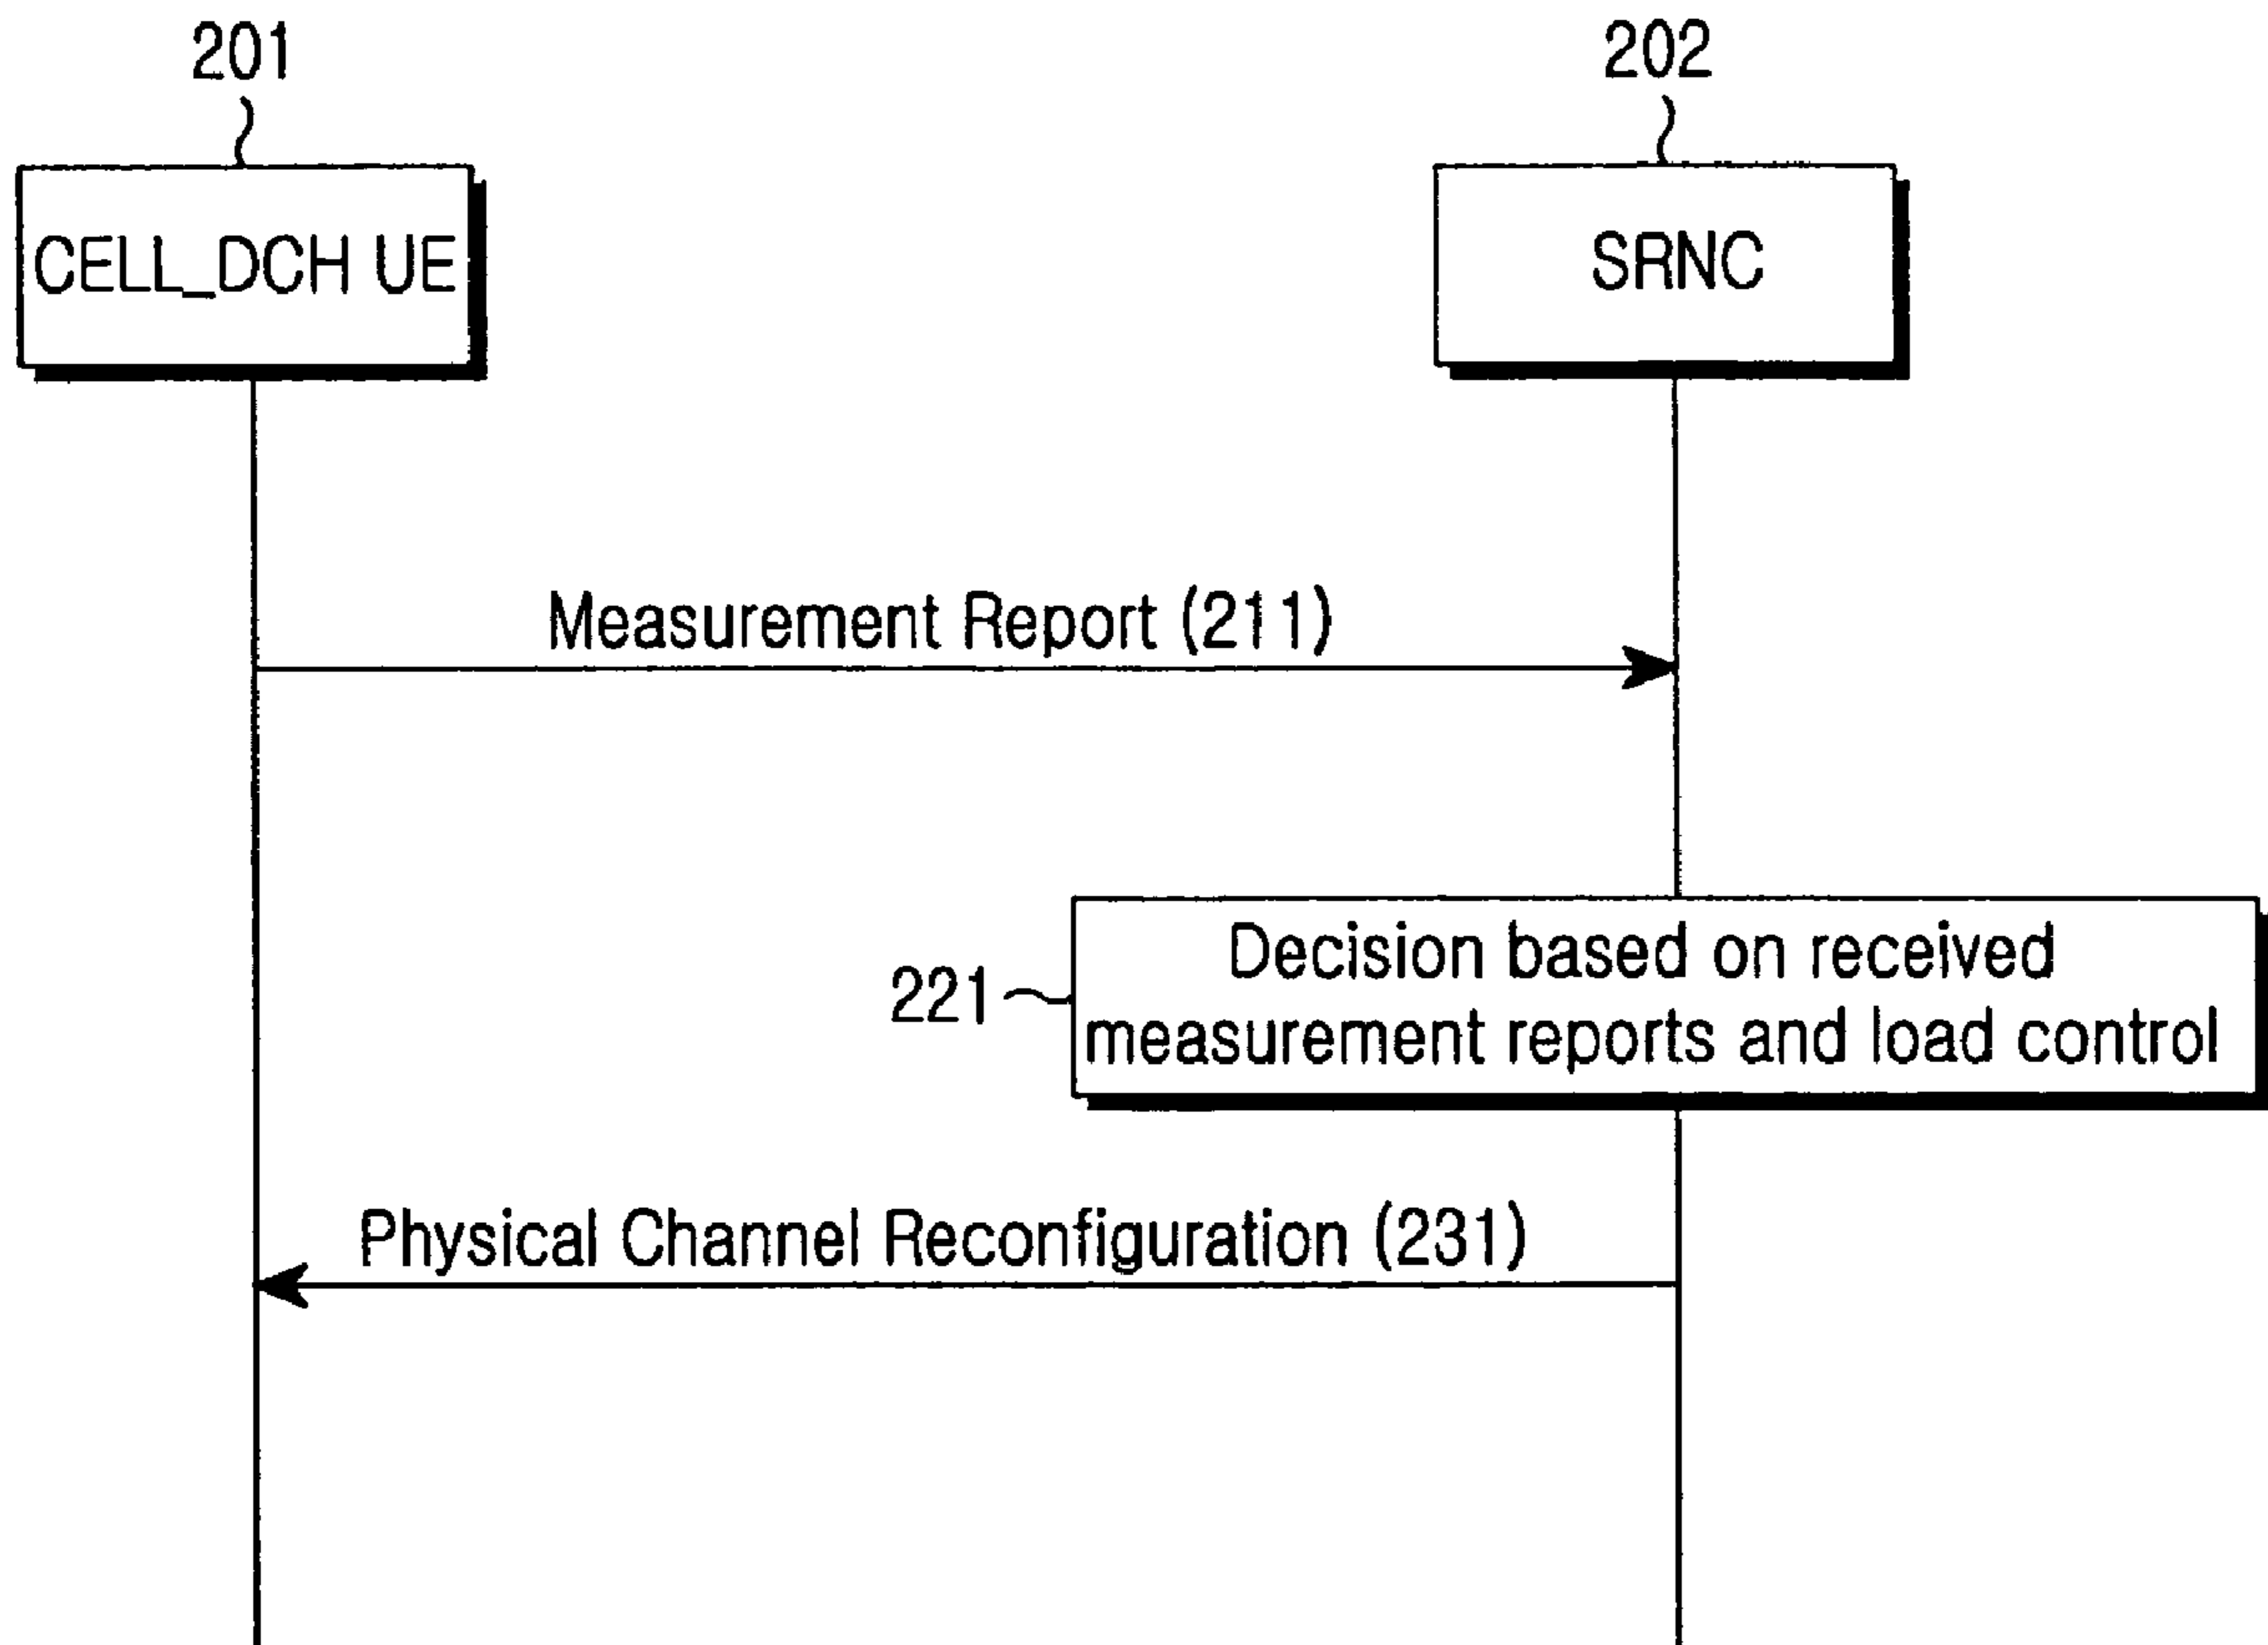 201
202
CELL_DCH UE
SRNC
Measurement Report (211)
Decision based on received
221
measurement reports and load control
Physical Channel Reconfiguration (231)